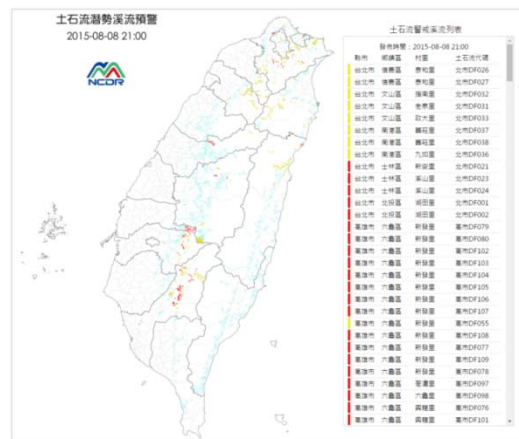 土石流潛勢溪流預警
2015-08-08 21:00
NCDR
土石流警戒溪流列表
發布時間：2015-08-08 21:00
縣市 鄉鎮區 村里 土石流代碼
台北市 信義區 泰和里 北市DF026
台北市 信義區 泰和里 北市DF027
台北市 文山區 指南里 北市DF032
台北市 文山區 老泉里 北市DF031
台北市 文山區 政大里 北市DF033
台北市 南港區 舊莊里 北市DF037
台北市 南港區 舊莊里 北市DF038
台北市 南港區 九如里 北市DF036
台北市 士林區 新安里 北市DF021
台北市 士林區 溪山里 北市DF023
台北市 士林區 溪山里 北市DF024
台北市 北投區 湖田里 北市DF001
台北市 北投區 湖田里 北市DF002
高雄市 六龜區 新發里 高市DF079
高雄市 六龜區 新發里 高市DF080
高雄市 六龜區 新發里 高市DF102
高雄市 六龜區 新發里 高市DF103
高雄市 六龜區 新發里 高市DF104
高雄市 六龜區 新發里 高市DF105
高雄市 六龜區 新發里 高市DF106
高雄市 六龜區 新發里 高市DF107
高雄市 六龜區 新發里 高市DF055
高雄市 六龜區 新發里 高市DF108
高雄市 六龜區 新發里 高市DF077
高雄市 六龜區 新發里 高市DF109
高雄市 六龜區 新發里 高市DF078
高雄市 六龜區 荖濃里 高市DF097
高雄市 六龜區 六龜里 高市DF098
高雄市 六龜區 興龍里 高市DF076
高雄市 六龜區 興龍里 高市DF101